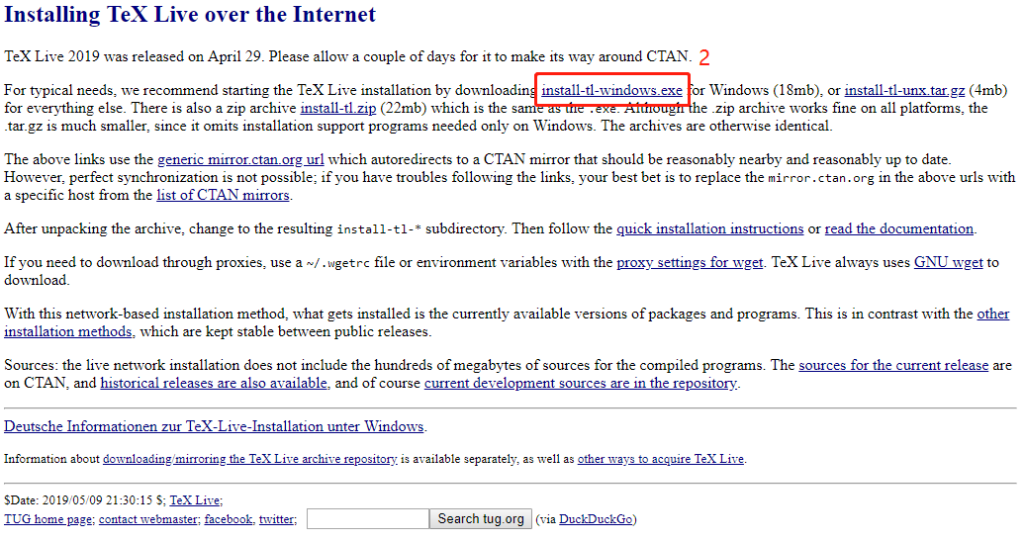 Installing TeX Live over the Internet
TeX Live 2019 was released on April 29. Please allow a couple of days for it to make its way around CTAN. 2
For typical needs, we recommend starting the TeX Live installation by downloading install-tl-windows.exe for Windows (18mb), or install-tl-unx.tar.gz (4mb)
for everything else. There is also a zip archive install-tl.zip (22mb) which is the same as the .exe. Although the .zip archive works fine on all platforms, the
.tar.gz is much smaller, since it omits installation support programs needed only on Windows. The archives are otherwise identical.
The above links use the generic mirror.ctan.org url which autoredirects to a CTAN mirror that should be reasonably nearby and reasonably up to date.
However, perfect synchronization is not possible; if you have troubles following the links, your best bet is to replace the mirror.ctan.org in the above urls with
a specific host from the list of CTAN mirrors.
After unpacking the archive, change to the resulting install-tl-* subdirectory. Then follow the quick installation instructions or read the documentation.
If you need to download through proxies, use a ~/.wgetrc file or environment variables with the proxy settings for wget. TeX Live always uses GNU wget to
download.
With this network-based installation method, what gets installed is the currently available versions of packages and programs. This is in contrast with the other
installation methods, which are kept stable between public releases.
Sources: the live network installation does not include the hundreds of megabytes of sources for the compiled programs. The sources for the current release are
on CTAN, and historical releases are also available, and of course current development sources are in the repository.
Deutsche Informationen zur TeX-Live-Installation unter Windows.
Information about downloading/mirroring the TeX Live archive repository is available separately, as well as other ways to acquire TeX Live.
$Date: 2019/05/09 21:30:15 $; TeX Live;
TUG home page; contact webmaster; facebook, twitter; Search tug.org (via DuckDuckGo)